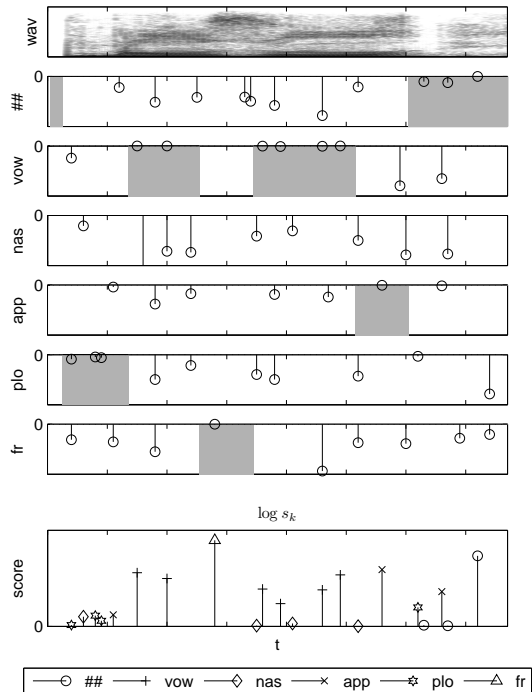 wav
0
##
0
vow
0
nas
0
app
0
plo
0
fr
log s_k
score
0
t
## vow nas app plo fr